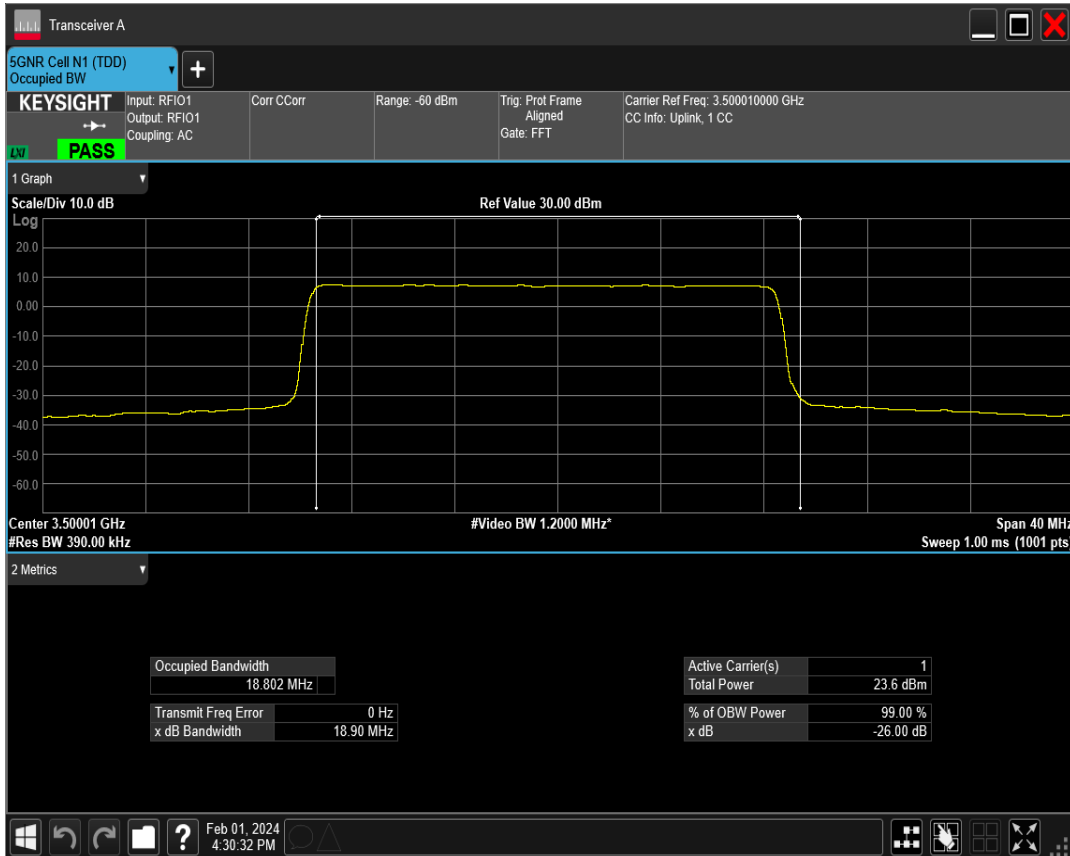 Transceiver A
5GNR Cell N1 (TDD)
Occupied BW
+
KEYSIGHT
LXI
PASS
Input: RFIO1
Output: RFIO1
Coupling: AC
Corr CCorr
Range: -60 dBm
Trig: Prot Frame
Aligned
Gate: FFT
Carrier Ref Freq: 3.500010000 GHz
CC Info: Uplink, 1 CC
1 Graph
Scale/Div 10.0 dB
Ref Value 30.00 dBm
Log
20.0
10.0
0.00
-10.0
-20.0
-30.0
-40.0
-50.0
-60.0
Center 3.50001 GHz
#Video BW 1.2000 MHz*
Span 40 MHz
#Res BW 390.00 kHz
Sweep 1.00 ms (1001 pts)
2 Metrics
Occupied Bandwidth
18.802 MHz
Transmit Freq Error 0 Hz
x dB Bandwidth 18.90 MHz
Active Carrier(s) 1
Total Power 23.6 dBm
% of OBW Power 99.00 %
x dB -26.00 dB
?
Feb 01, 2024
4:30:32 PM